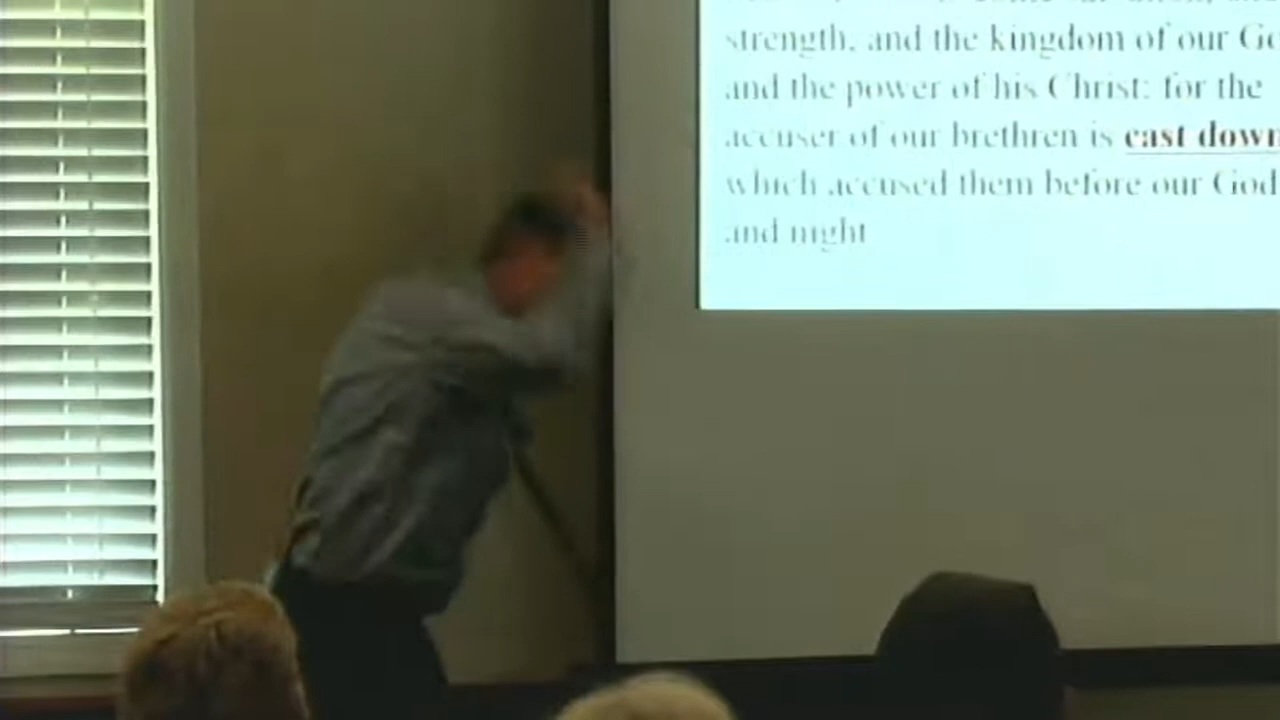 strength, and the kingdom of our Go
and the power of his Christ: for the
accuser of our brethren is cast down
which accused them before our God
and night